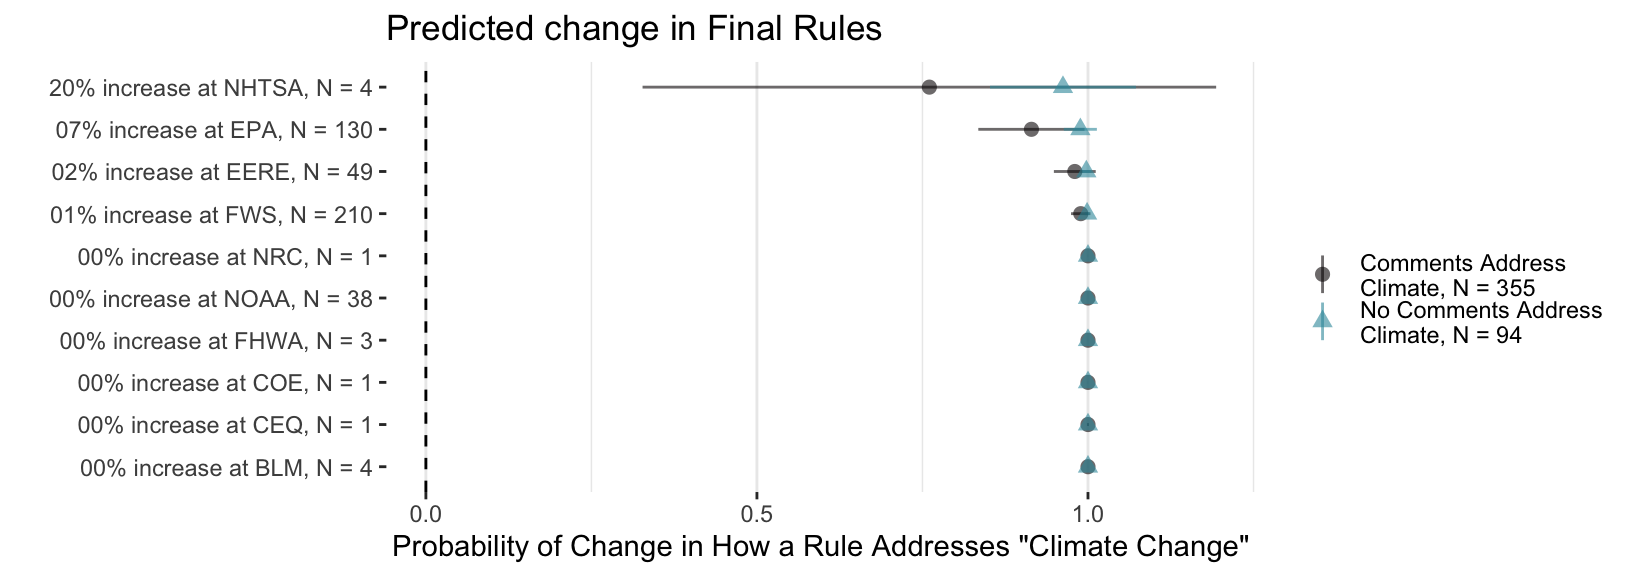 Predicted change in Final Rules
20% increase at NHTSA, N = 4
07% increase at EPA, N = 130
02% increase at EERE, N = 49
01% increase at FWS, N = 210
00% increase at NRC, N = 1
00% increase at NOAA, N = 38
00% increase at FHWA, N = 3
00% increase at COE, N = 1
00% increase at CEQ, N = 1
00% increase at BLM, N = 4
0.0
0.5
1.0
Probability of Change in How a Rule Addresses "Climate Change"
Comments Address
Climate, N = 355
No Comments Address
Climate, N = 94